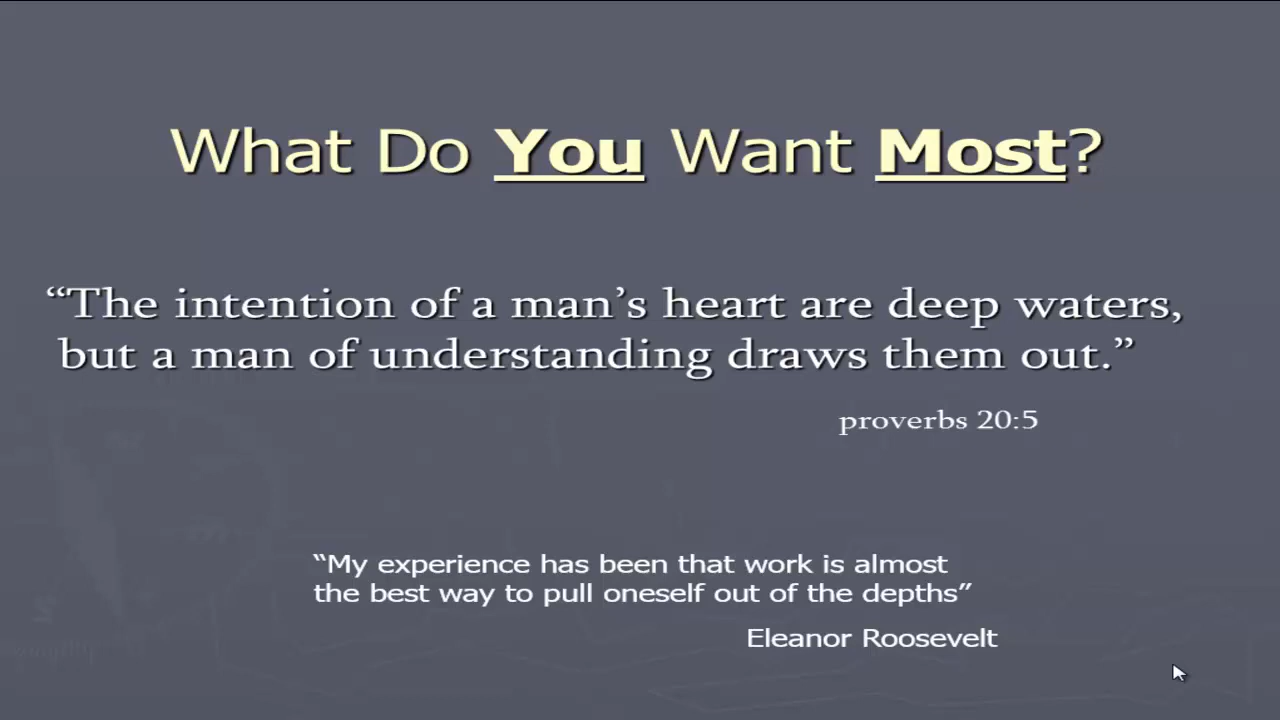 What Do You Want Most?
“The intention of a man’s heart are deep waters,
but a man of understanding draws them out.”
proverbs 20:5
“My experience has been that work is almost
the best way to pull oneself out of the depths”
Eleanor Roosevelt